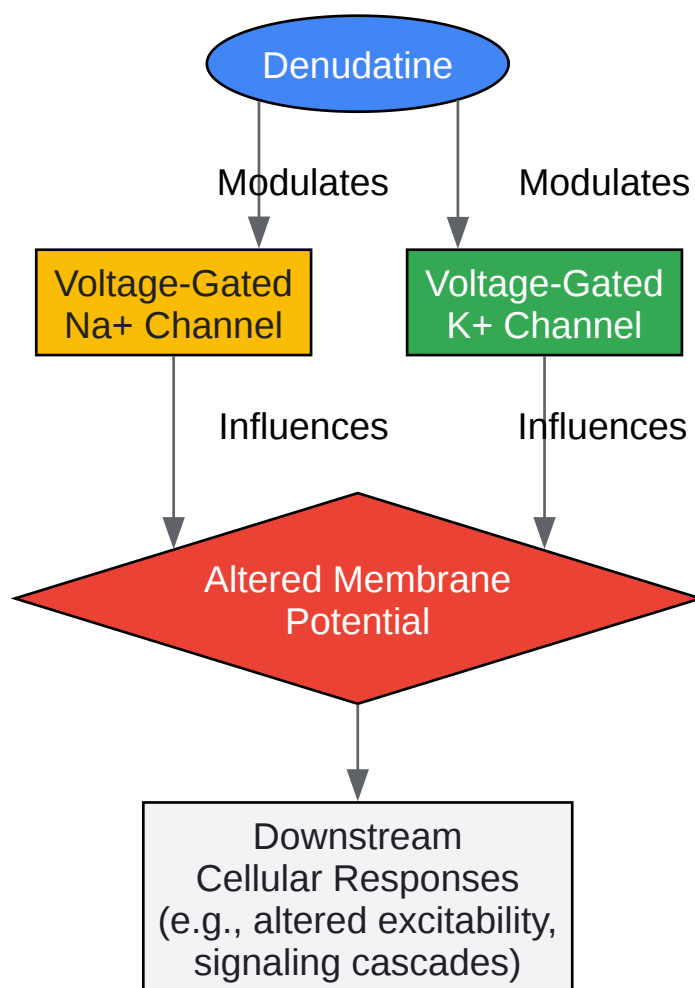 Denudatine
Modulates
Modulates
Voltage-Gated
Na+ Channel
Voltage-Gated
K+ Channel
Influences
Influences
Altered Membrane
Potential
Downstream
Cellular Responses
(e.g., altered excitability,
signaling cascades)